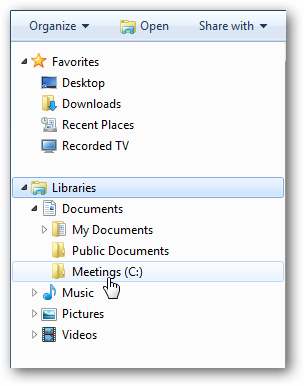 Organize Open Share with
Favorites
Desktop
Downloads
Recent Places
Recorded TV
Libraries
Documents
My Documents
Public Documents
Meetings (C:)
Music
Pictures
Videos